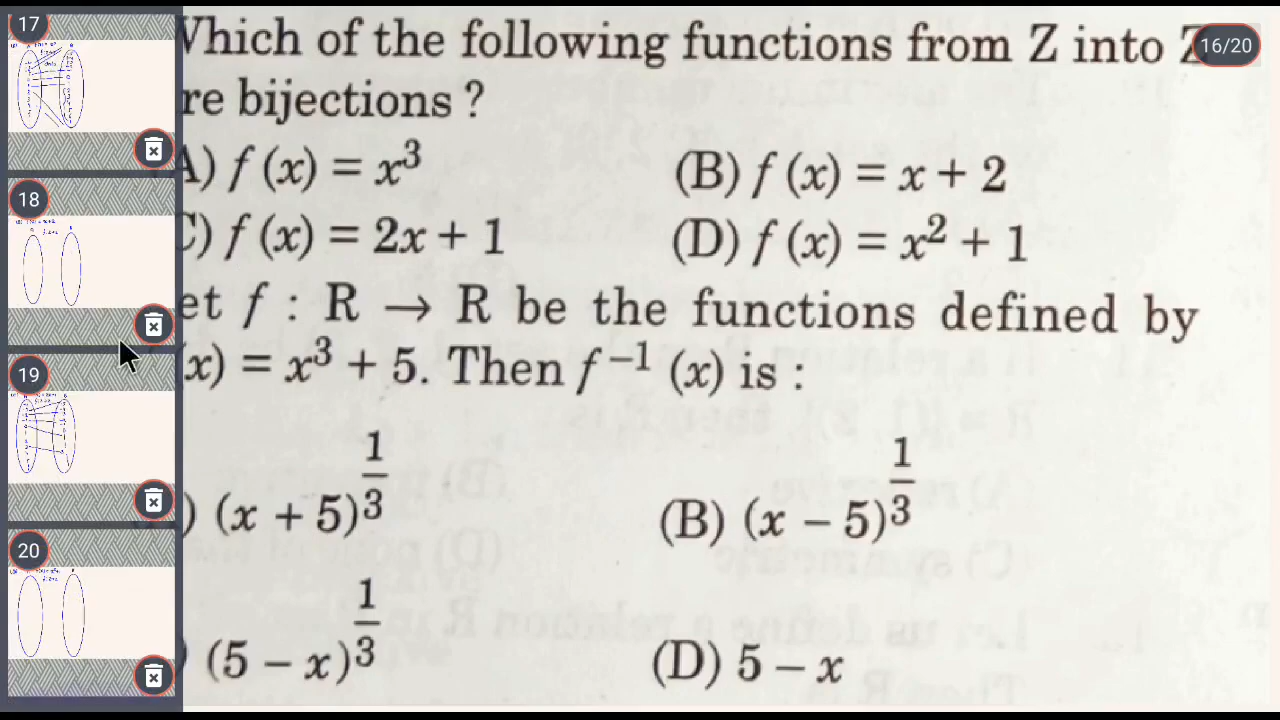 17
18
19
20
16/20
Which of the following functions from Z into Z
re bijections ?
A) f (x) = x³ (B) f (x) = x + 2
C) f (x) = 2x + 1 (D) f (x) = x² + 1
et f : R → R be the functions defined by
(x) = x³ + 5. Then f⁻¹ (x) is :
) (x + 5)^(1/3) (B) (x − 5)^(1/3)
) (5 − x)^(1/3) (D) 5 − x